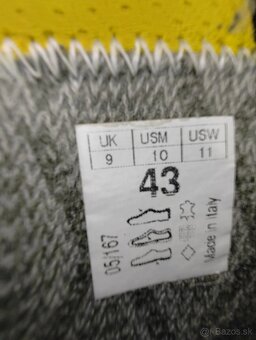 UK USM USW
9 10 11
43
05/167
Made in Italy
© Bazos.sk